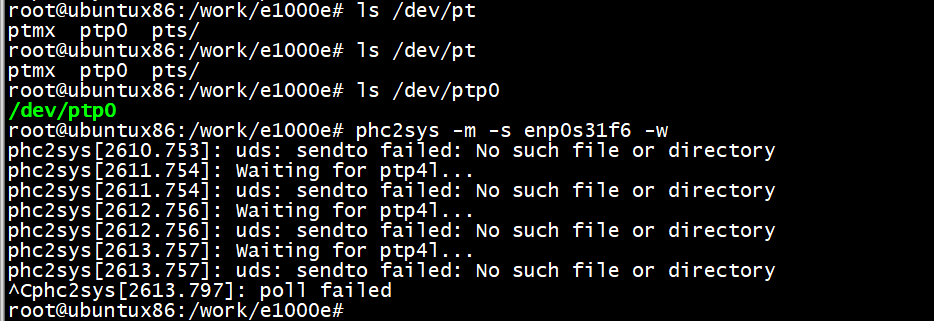 root@ubuntux86:/work/e1000e# ls /dev/pt
ptmx  ptp0  pts/
root@ubuntux86:/work/e1000e# ls /dev/pt
ptmx  ptp0  pts/
root@ubuntux86:/work/e1000e# ls /dev/ptp0
/dev/ptp0
root@ubuntux86:/work/e1000e# phc2sys -m -s enp0s31f6 -w
phc2sys[2610.753]: uds: sendto failed: No such file or directory
phc2sys[2611.754]: Waiting for ptp4l...
phc2sys[2611.754]: uds: sendto failed: No such file or directory
phc2sys[2612.756]: Waiting for ptp4l...
phc2sys[2612.756]: uds: sendto failed: No such file or directory
phc2sys[2613.757]: Waiting for ptp4l...
phc2sys[2613.757]: uds: sendto failed: No such file or directory
^Cphc2sys[2613.797]: poll failed
root@ubuntux86:/work/e1000e#